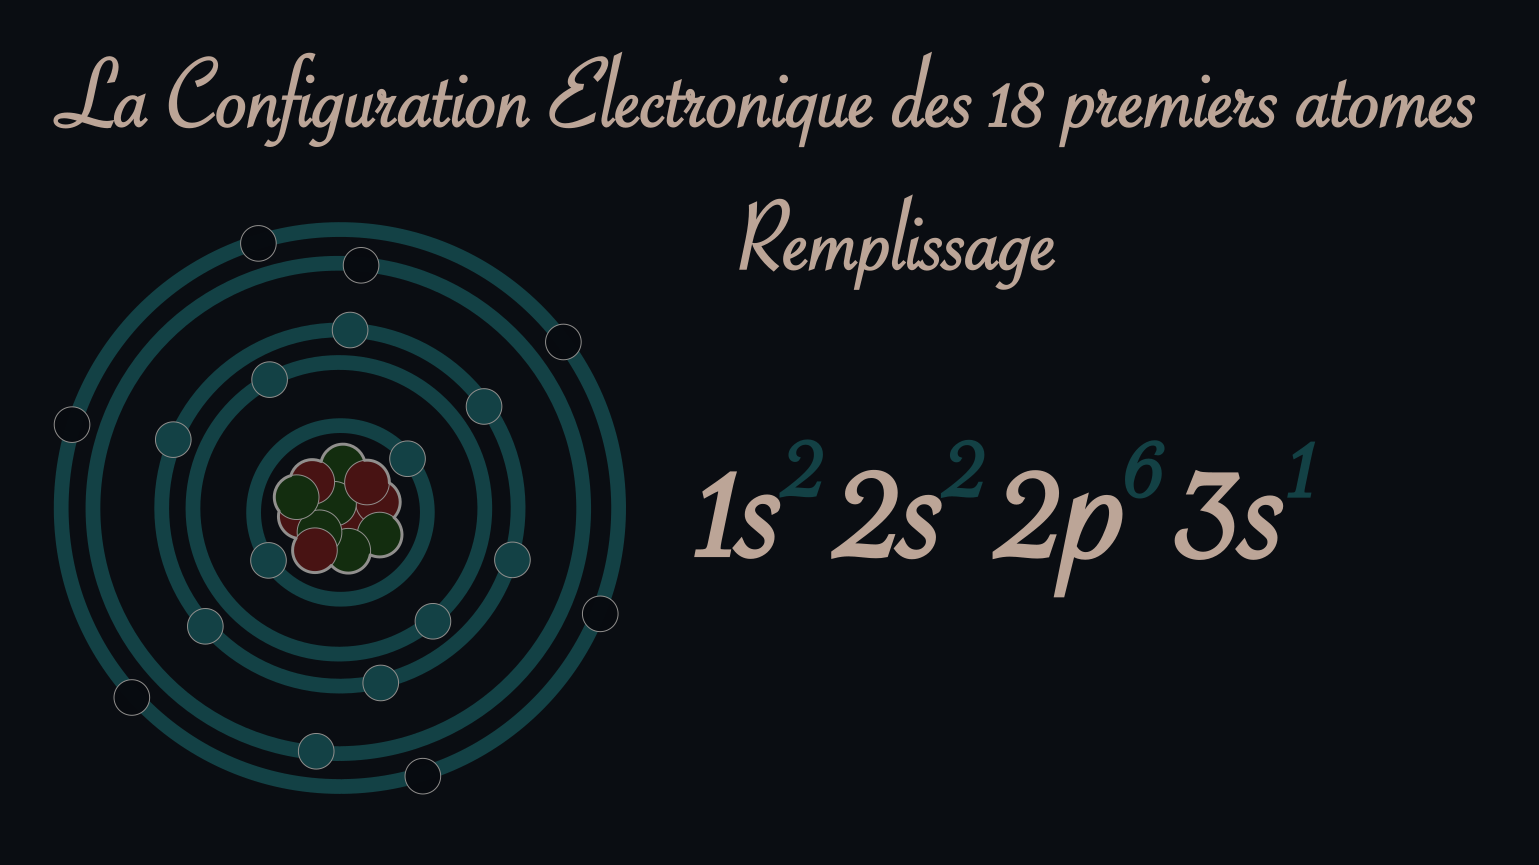 La Configuration Electronique des 18 premiers atomes
Remplissage
1s² 2s² 2p⁶ 3s¹